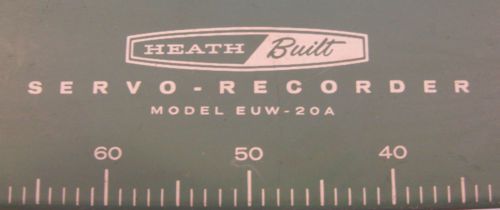 HEATH Built
SERVO-RECORDER
MODEL EUW-20A
60 50 40